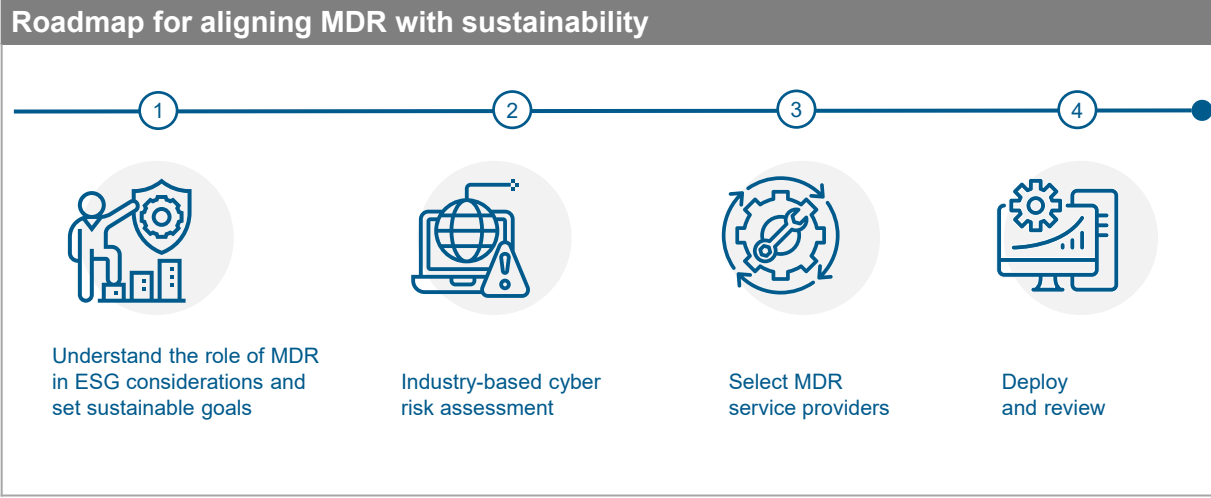 Roadmap for aligning MDR with sustainability
1
2
3
4
Understand the role of MDR
in ESG considerations and
set sustainable goals
Industry-based cyber
risk assessment
Select MDR
service providers
Deploy
and review